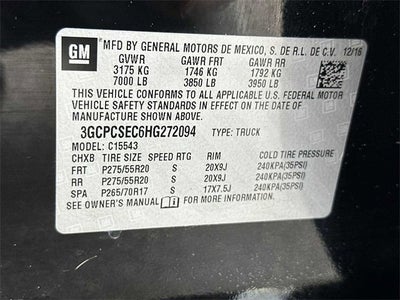 GM
MFD BY GENERAL MOTORS DE MEXICO, S. DE R.L. DE C.V. 12/16
GVWR GAWR FRT GAWR RR
3175 KG 1746 KG 1792 KG
7000 LB 3850 LB 3950 LB
THIS VEHICLE CONFORMS TO ALL APPLICABLE U.S. FEDERAL MOTOR
VEHICLE SAFETY STANDARDS IN EFFECT ON THE DATE OF
MANUFACTURE SHOWN ABOVE.
3GCPCSEC6HG272094 TYPE: TRUCK
MODEL: C15543
CHXB TIRE SIZE SPEED RTG RIM COLD TIRE PRESSURE
FRT P275/55R20 S 20X9J 240KPA(35PSI)
RR P275/55R20 S 20X9J 240KPA(35PSI)
SPA P265/70R17 S 17X7.5J 240KPA(35PSI)
SEE OWNER'S MANUAL FOR MORE INFORMATION.